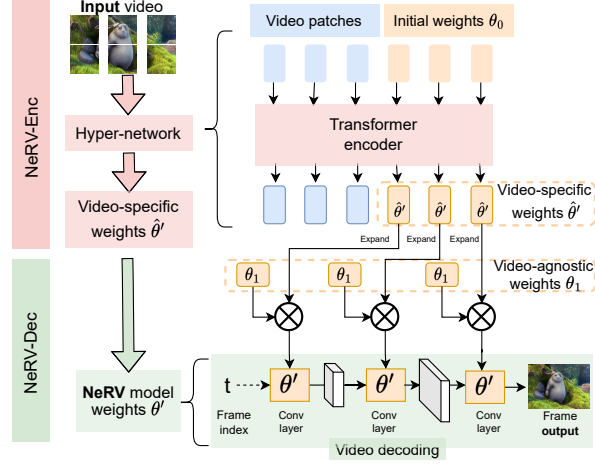 Input video
NeRV-Enc
Hyper-network
Video-specific
weights θ̂′
NeRV-Dec
NeRV model
weights θ′
Video patches
Initial weights θ₀
Transformer
encoder
θ̂′
θ̂′
θ̂′
Video-specific
weights θ̂′
Expand
Expand
Expand
θ₁
θ₁
θ₁
Video-agnostic
weights θ₁
t
θ′
θ′
θ′
Frame
index
Conv
layer
Conv
layer
Conv
layer
Frame
output
Video decoding